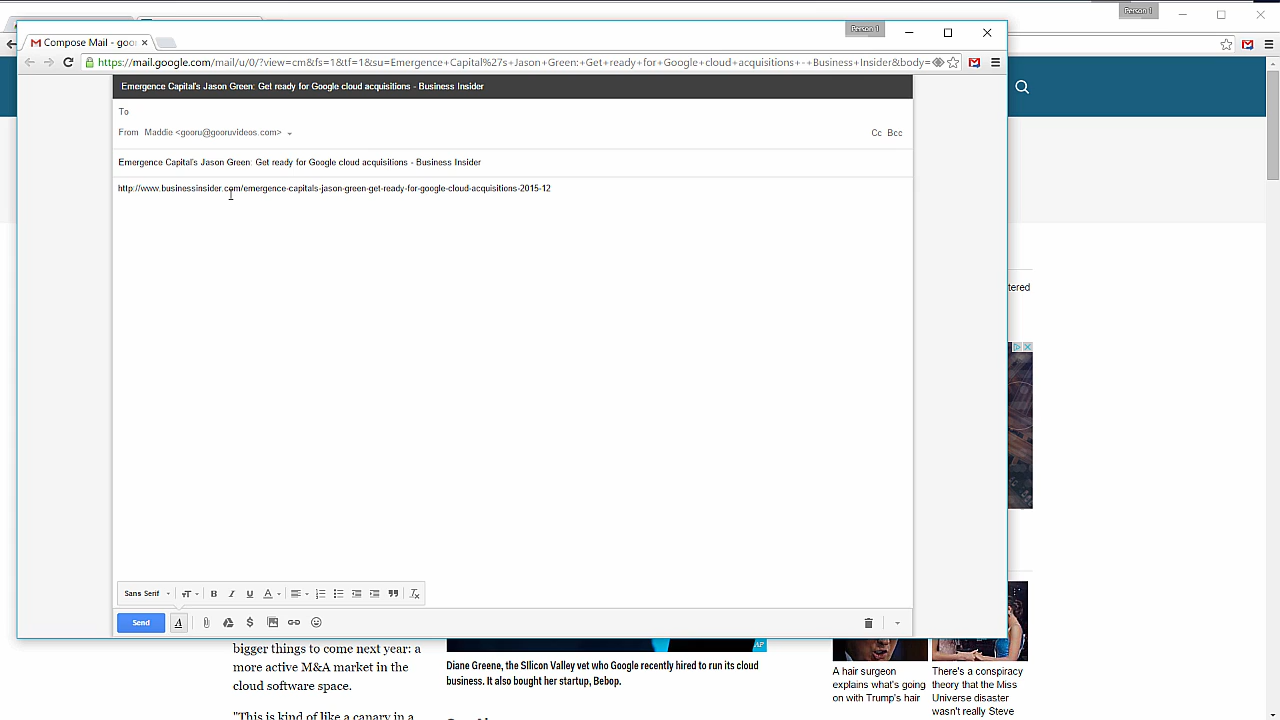 Person 1
Person 1
Compose Mail - goo
https://mail.google.com/mail/u/0/?view=cm&fs=1&tf=1&su=Emergence+Capital%27s+Jason+Green:+Get+ready+for+Google+cloud+acquisitions+-+Business+Insider&body=
Emergence Capital's Jason Green: Get ready for Google cloud acquisitions - Business Insider
To
From Maddie <gooru@gooruvideos.com>
Cc Bcc
Emergence Capital's Jason Green: Get ready for Google cloud acquisitions - Business Insider
http://www.businessinsider.com/emergence-capitals-jason-green-get-ready-for-google-cloud-acquisitions-2015-12
tered
Sans Serif
Send
AP
bigger things to come next year: a
more active M&A market in the
cloud software space.
"This is kind of like a canary in a
Diane Greene, the Silicon Valley vet who Google recently hired to run its cloud
business. It also bought her startup, Bebop.
A hair surgeon
explains what's going
on with Trump's hair
There's a conspiracy
theory that the Miss
Universe disaster
wasn't really Steve